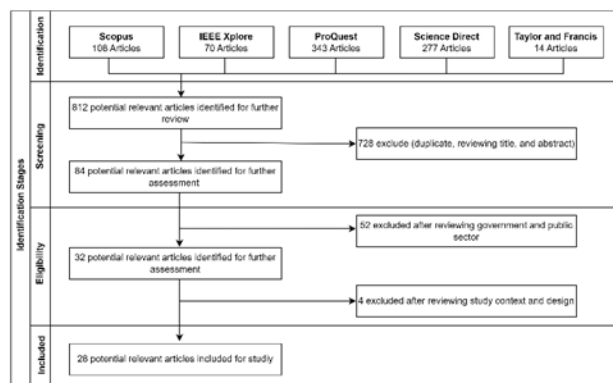 Identification Stages
Identification
Scopus
108 Articles
IEEE Xplore
70 Articles
ProQuest
343 Articles
Science Direct
277 Articles
Taylor and Francis
14 Articles
Screening
812 potential relevant articles identified for further
review
728 exclude (duplicate, reviewing title, and abstract)
84 potential relevant articles identified for further
assessment
Eligibility
52 excluded after reviewing government and public
sector
32 potential relevant articles identified for further
assessment
4 excluded after reviewing study context and design
Included
28 potential relevant articles included for studiy